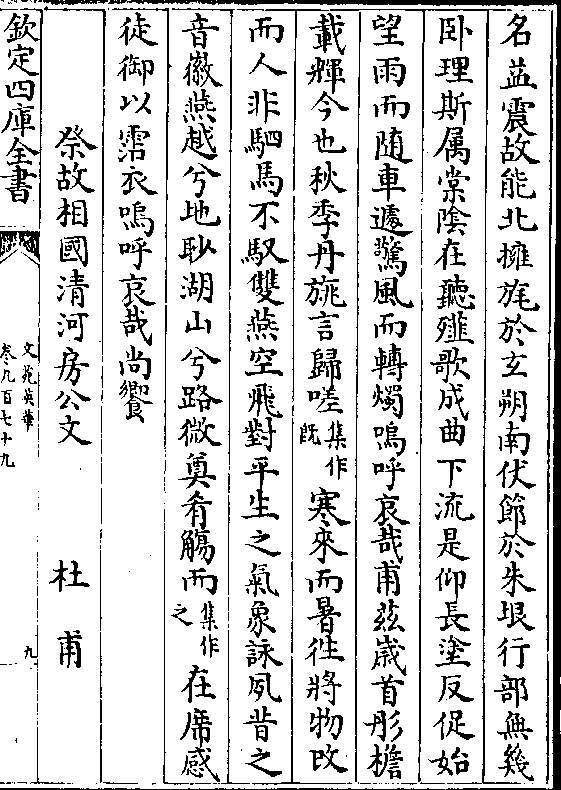 名益震故能北擁旄於玄朔南伏節於朱垠行部無幾
卧理斯属棠陰在聽薤歌成曲下流是仰長塗反促始
望雨而随車遽驚風而轉燭嗚呼哀哉甫茲歲首彤襜
載輝今也秋季丹旐言歸嗟集作既寒來而暑徃將物改
而人非駟馬不馭雙燕空飛對平生之氣象詠夙昔之
音徽燕越兮地眇湖山兮路微奠肴觴而集作之在席感
徒御以霑衣嗚呼哀哉尚饗
祭故相國清河房公文 杜甫
欽定四庫全書
文苑英華
卷九百七十九
九